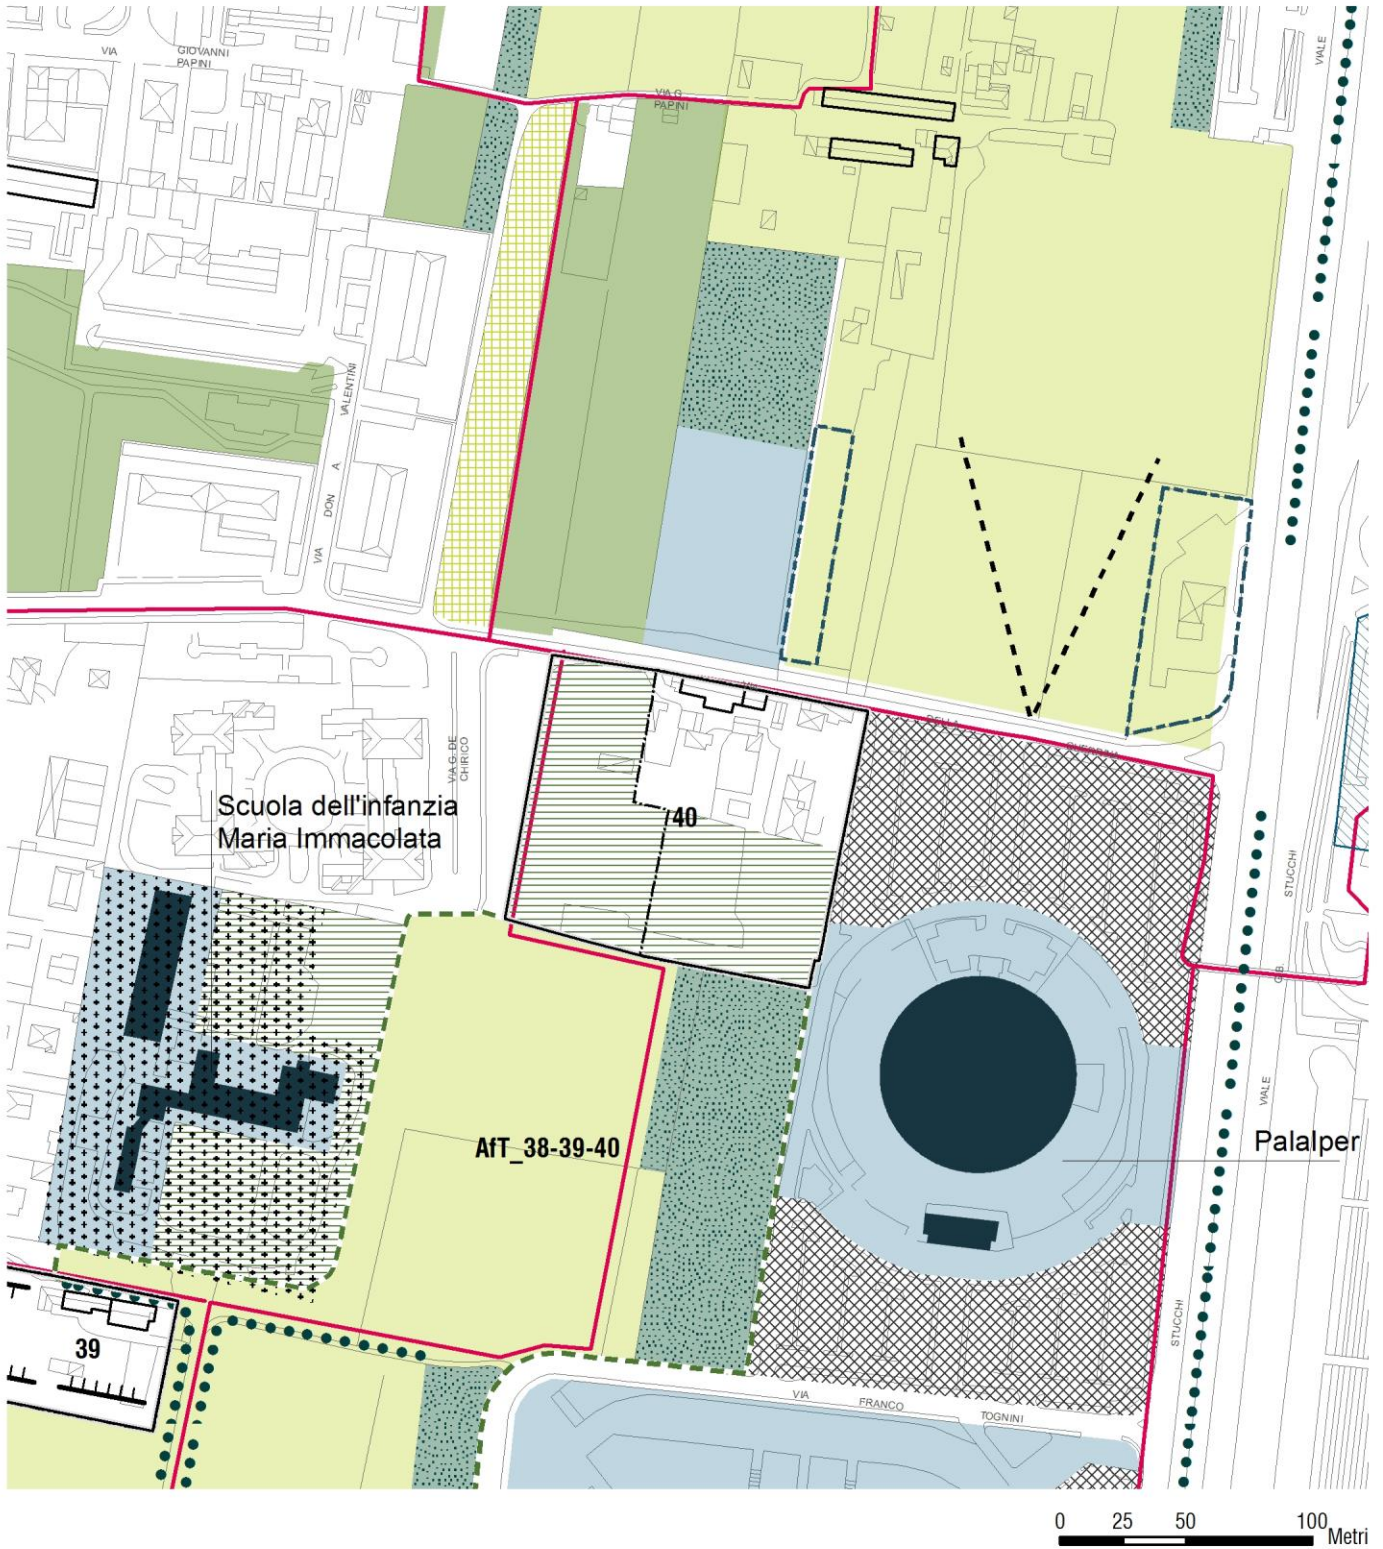 VIA
GIOVANNI
PAPINI
VIALE
VIA G.
PAPINI
VIA DON A VALENTINI
DELLA
GUERRINA
VIA G. DE
CHIRICO
Scuola dell'infanzia
Maria Immacolata
40
VIALE
G.B.
STUCCHI
AfT_38-39-40
Palalper
STUCCHI
39
VIA
FRANCO
TOGNINI
0 25 50 100 Metri